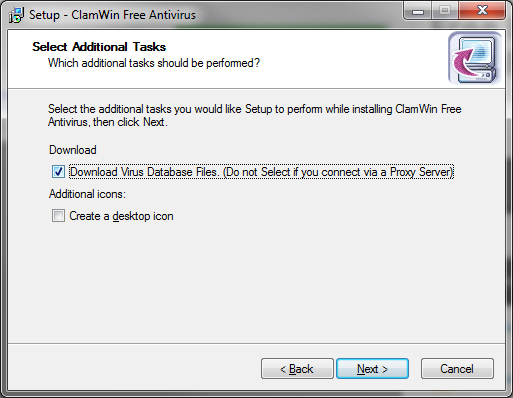 Setup - ClamWin Free Antivirus
Select Additional Tasks
Which additional tasks should be performed?
Select the additional tasks you would like Setup to perform while installing ClamWin Free
Antivirus, then click Next.
Download
Download Virus Database Files. (Do not Select if you connect via a Proxy Server)
Additional icons:
Create a desktop icon
< Back
Next >
Cancel